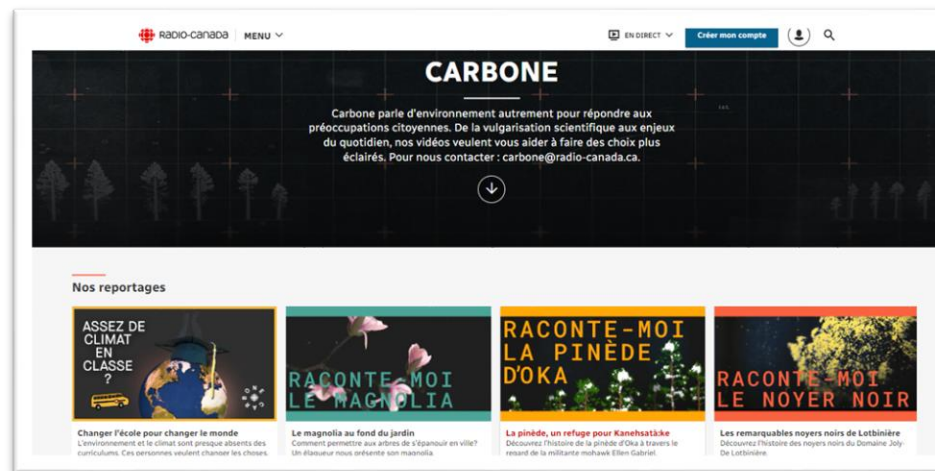 RADIO-CANADA MENU
EN DIRECT
Créer mon compte
CARBONE
Carbone parle d'environnement autrement pour répondre aux
préoccupations citoyennes. De la vulgarisation scientifique aux enjeux
du quotidien, nos vidéos veulent vous aider à faire des choix plus
éclairés. Pour nous contacter : carbone@radio-canada.ca.
Nos reportages
ASSEZ DE
CLIMAT
EN
CLASSE
?
Changer l'école pour changer le monde
L'environnement et le climat sont presque absents des
curriculums. Ces personnes veulent changer les choses.
RACONTE-MOI
LE MAGNOLIA
Le magnolia au fond du jardin
Comment permettre aux arbres de s'épanouir en ville?
Un élagueur nous présente son magnolia.
RACONTE-MOI
LA PINÈDE
D'OKA
La pinède, un refuge pour Kanehsatà:ke
Découvrez l'histoire de la pinède d'Oka à travers le
regard de la militante mohawk Ellen Gabriel.
RACONTE-MOI
LE NOYER NOIR
Les remarquables noyers noirs de Lotbinière
Découvrez l'histoire des noyers noirs du Domaine Joly-
De Lotbinière.